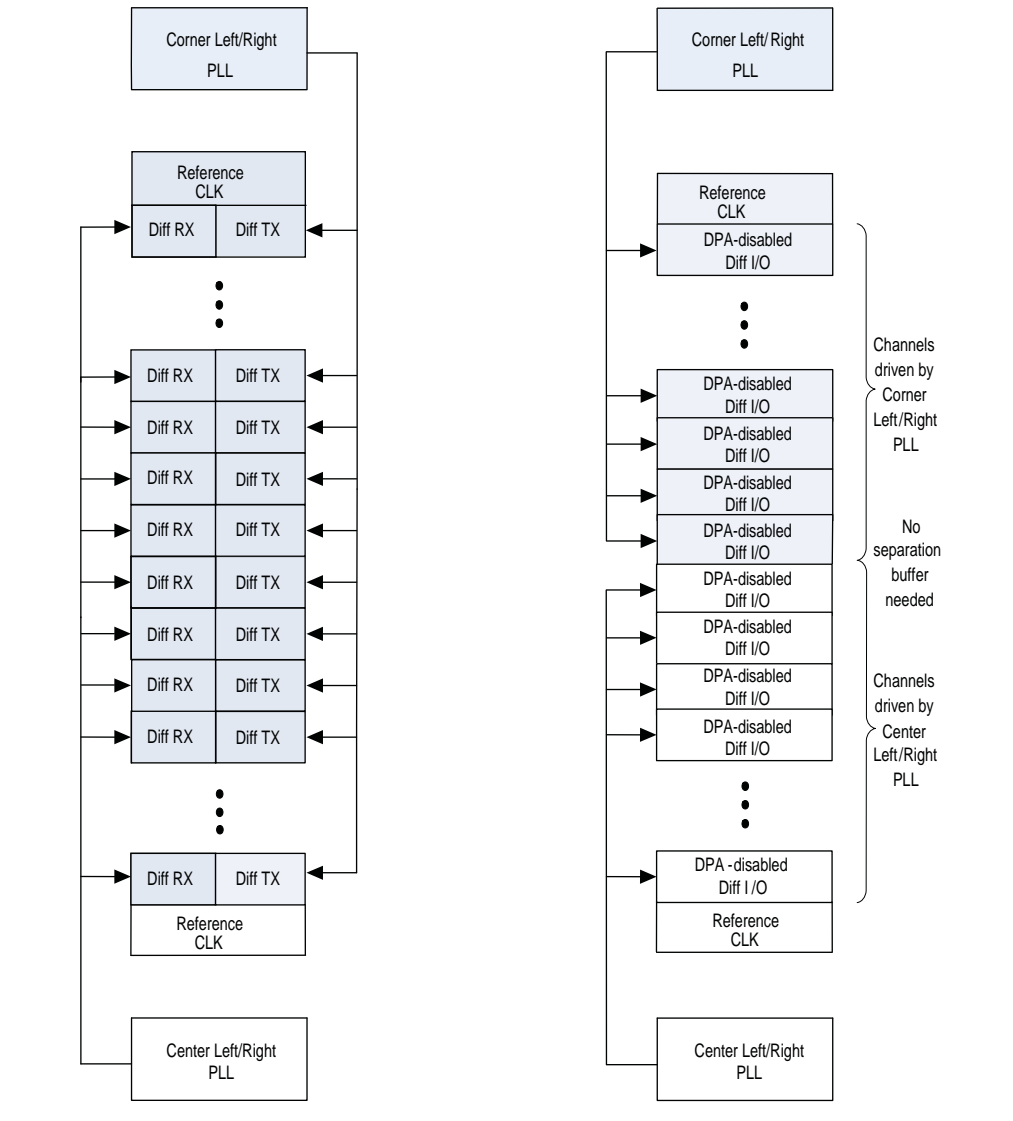 Corner Left/Right
PLL
Reference
CLK
Diff RX
Diff TX
Diff RX
Diff TX
Diff RX
Diff TX
Diff RX
Diff TX
Diff RX
Diff TX
Diff RX
Diff TX
Diff RX
Diff TX
Diff RX
Diff TX
Diff RX
Diff TX
Diff RX
Diff TX
Reference
CLK
Center Left/Right
PLL
Corner Left/Right
PLL
Reference
CLK
DPA-disabled
Diff I/O
DPA-disabled
Diff I/O
DPA-disabled
Diff I/O
DPA-disabled
Diff I/O
DPA-disabled
Diff I/O
DPA-disabled
Diff I/O
DPA-disabled
Diff I/O
DPA-disabled
Diff I/O
DPA-disabled
Diff I/O
DPA-disabled
Diff I/O
Reference
CLK
Center Left/Right
PLL
Channels
driven by
Corner
Left/Right
PLL
No
separation
buffer
needed
Channels
driven by
Center
Left/Right
PLL